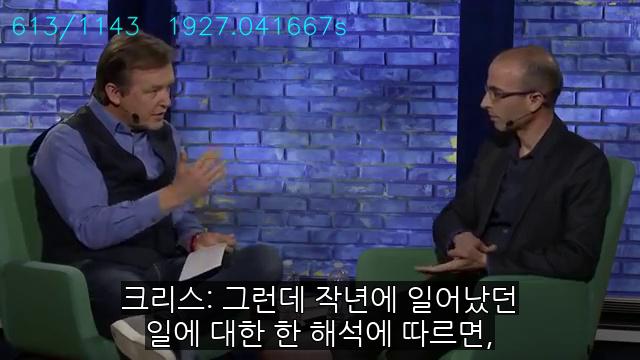 613/1143 1927.041667s
크리스: 그런데 작년에 일어났던
일에 대한 한 해석에 따르면,